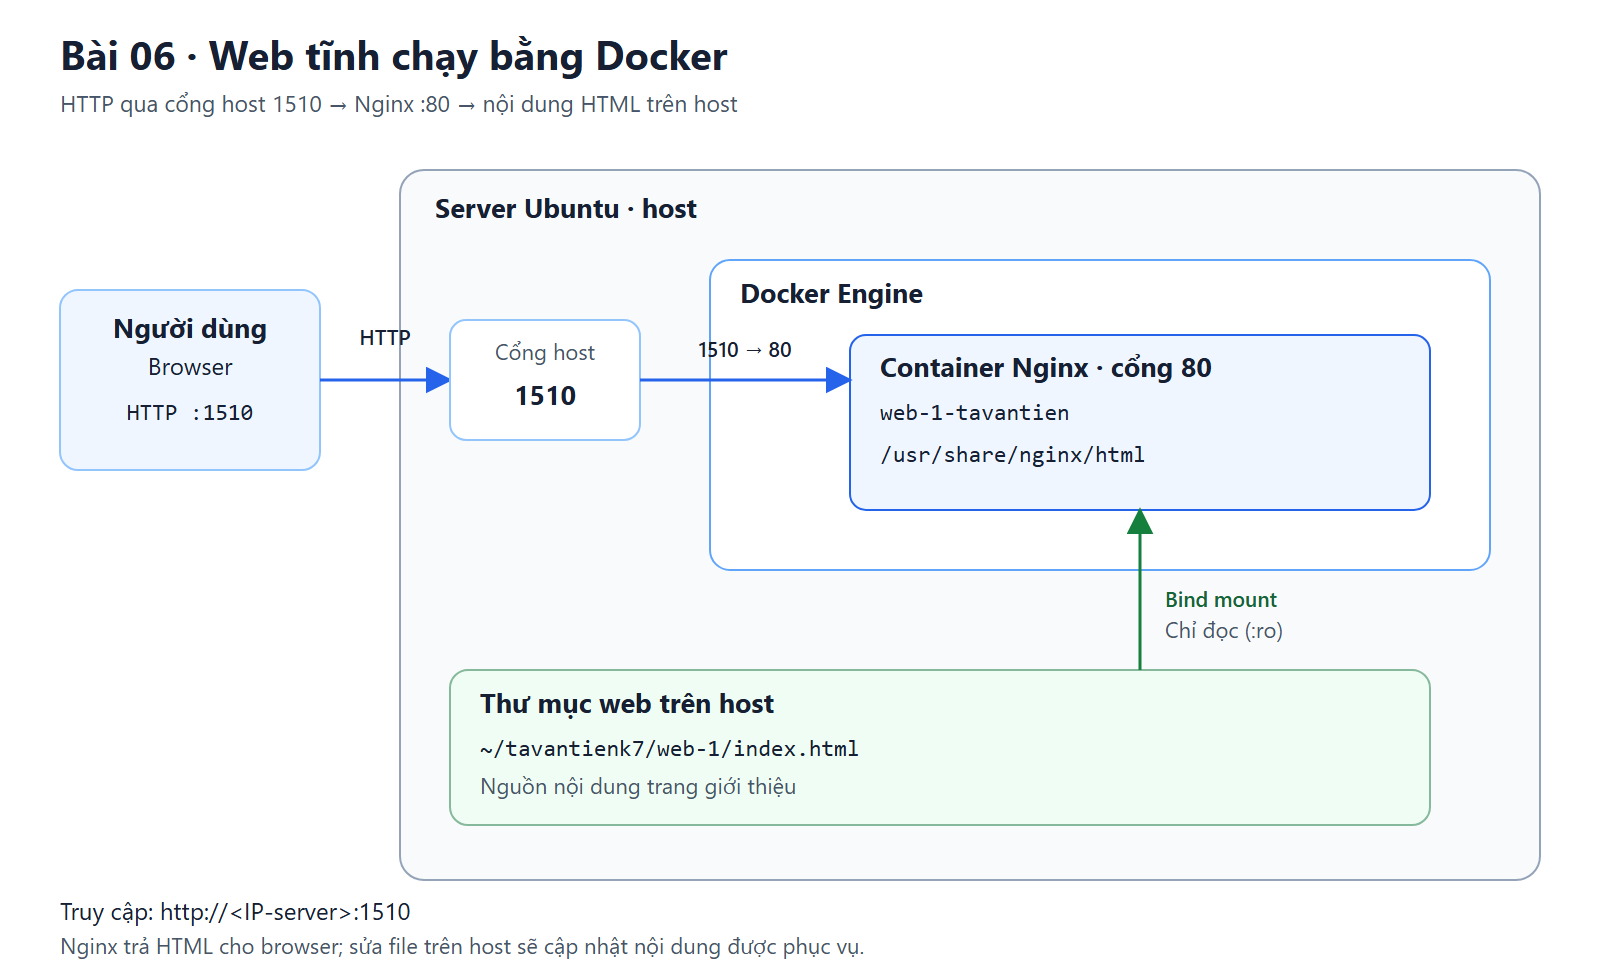 Bài 06 · Web tĩnh chạy bằng Docker
HTTP qua cổng host 1510 → Nginx :80 → nội dung HTML trên host
Server Ubuntu · host
Người dùng
Browser
HTTP :1510
HTTP
Cổng host
1510
1510 → 80
Docker Engine
Container Nginx · cổng 80
web-1-tavantien
/usr/share/nginx/html
Bind mount
Chỉ đọc (:ro)
Thư mục web trên host
~/tavantienk7/web-1/index.html
Nguồn nội dung trang giới thiệu
Truy cập: http://<IP-server>:1510
Nginx trả HTML cho browser; sửa file trên host sẽ cập nhật nội dung được phục vụ.